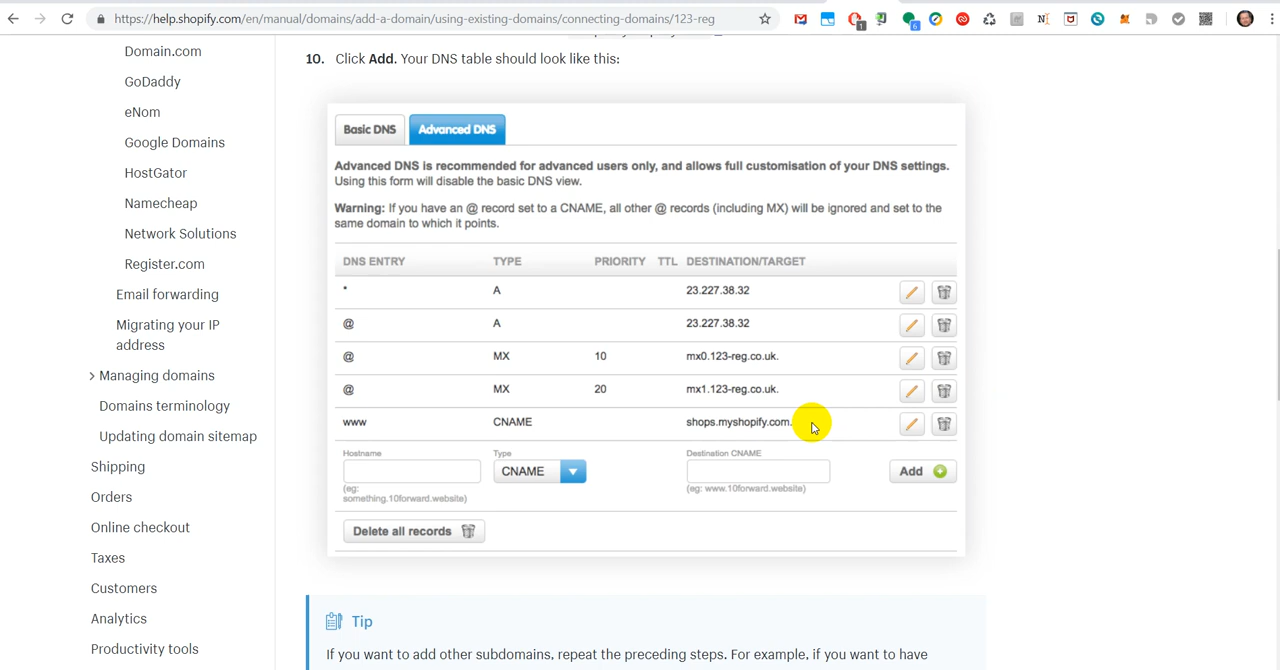 https://help.shopify.com/en/manual/domains/add-a-domain/using-existing-domains/connecting-domains/123-reg
1
6
Domain.com
GoDaddy
eNom
Google Domains
HostGator
Namecheap
Network Solutions
Register.com
Email forwarding
Migrating your IP
address
Managing domains
Domains terminology
Updating domain sitemap
Shipping
Orders
Online checkout
Taxes
Customers
Analytics
Productivity tools
10. Click Add. Your DNS table should look like this:
Basic DNS Advanced DNS
Advanced DNS is recommended for advanced users only, and allows full customisation of your DNS settings.
Using this form will disable the basic DNS view.
Warning: If you have an @ record set to a CNAME, all other @ records (including MX) will be ignored and set to the
same domain to which it points.
DNS ENTRY TYPE PRIORITY TTL DESTINATION/TARGET
* A 23.227.38.32
@ A 23.227.38.32
@ MX 10 mx0.123-reg.co.uk.
@ MX 20 mx1.123-reg.co.uk.
www CNAME shops.myshopify.com.
Hostname Type Destination CNAME
CNAME Add
(eg: (eg: www.10forward.website)
something.10forward.website)
Delete all records
Tip
If you want to add other subdomains, repeat the preceding steps. For example, if you want to have